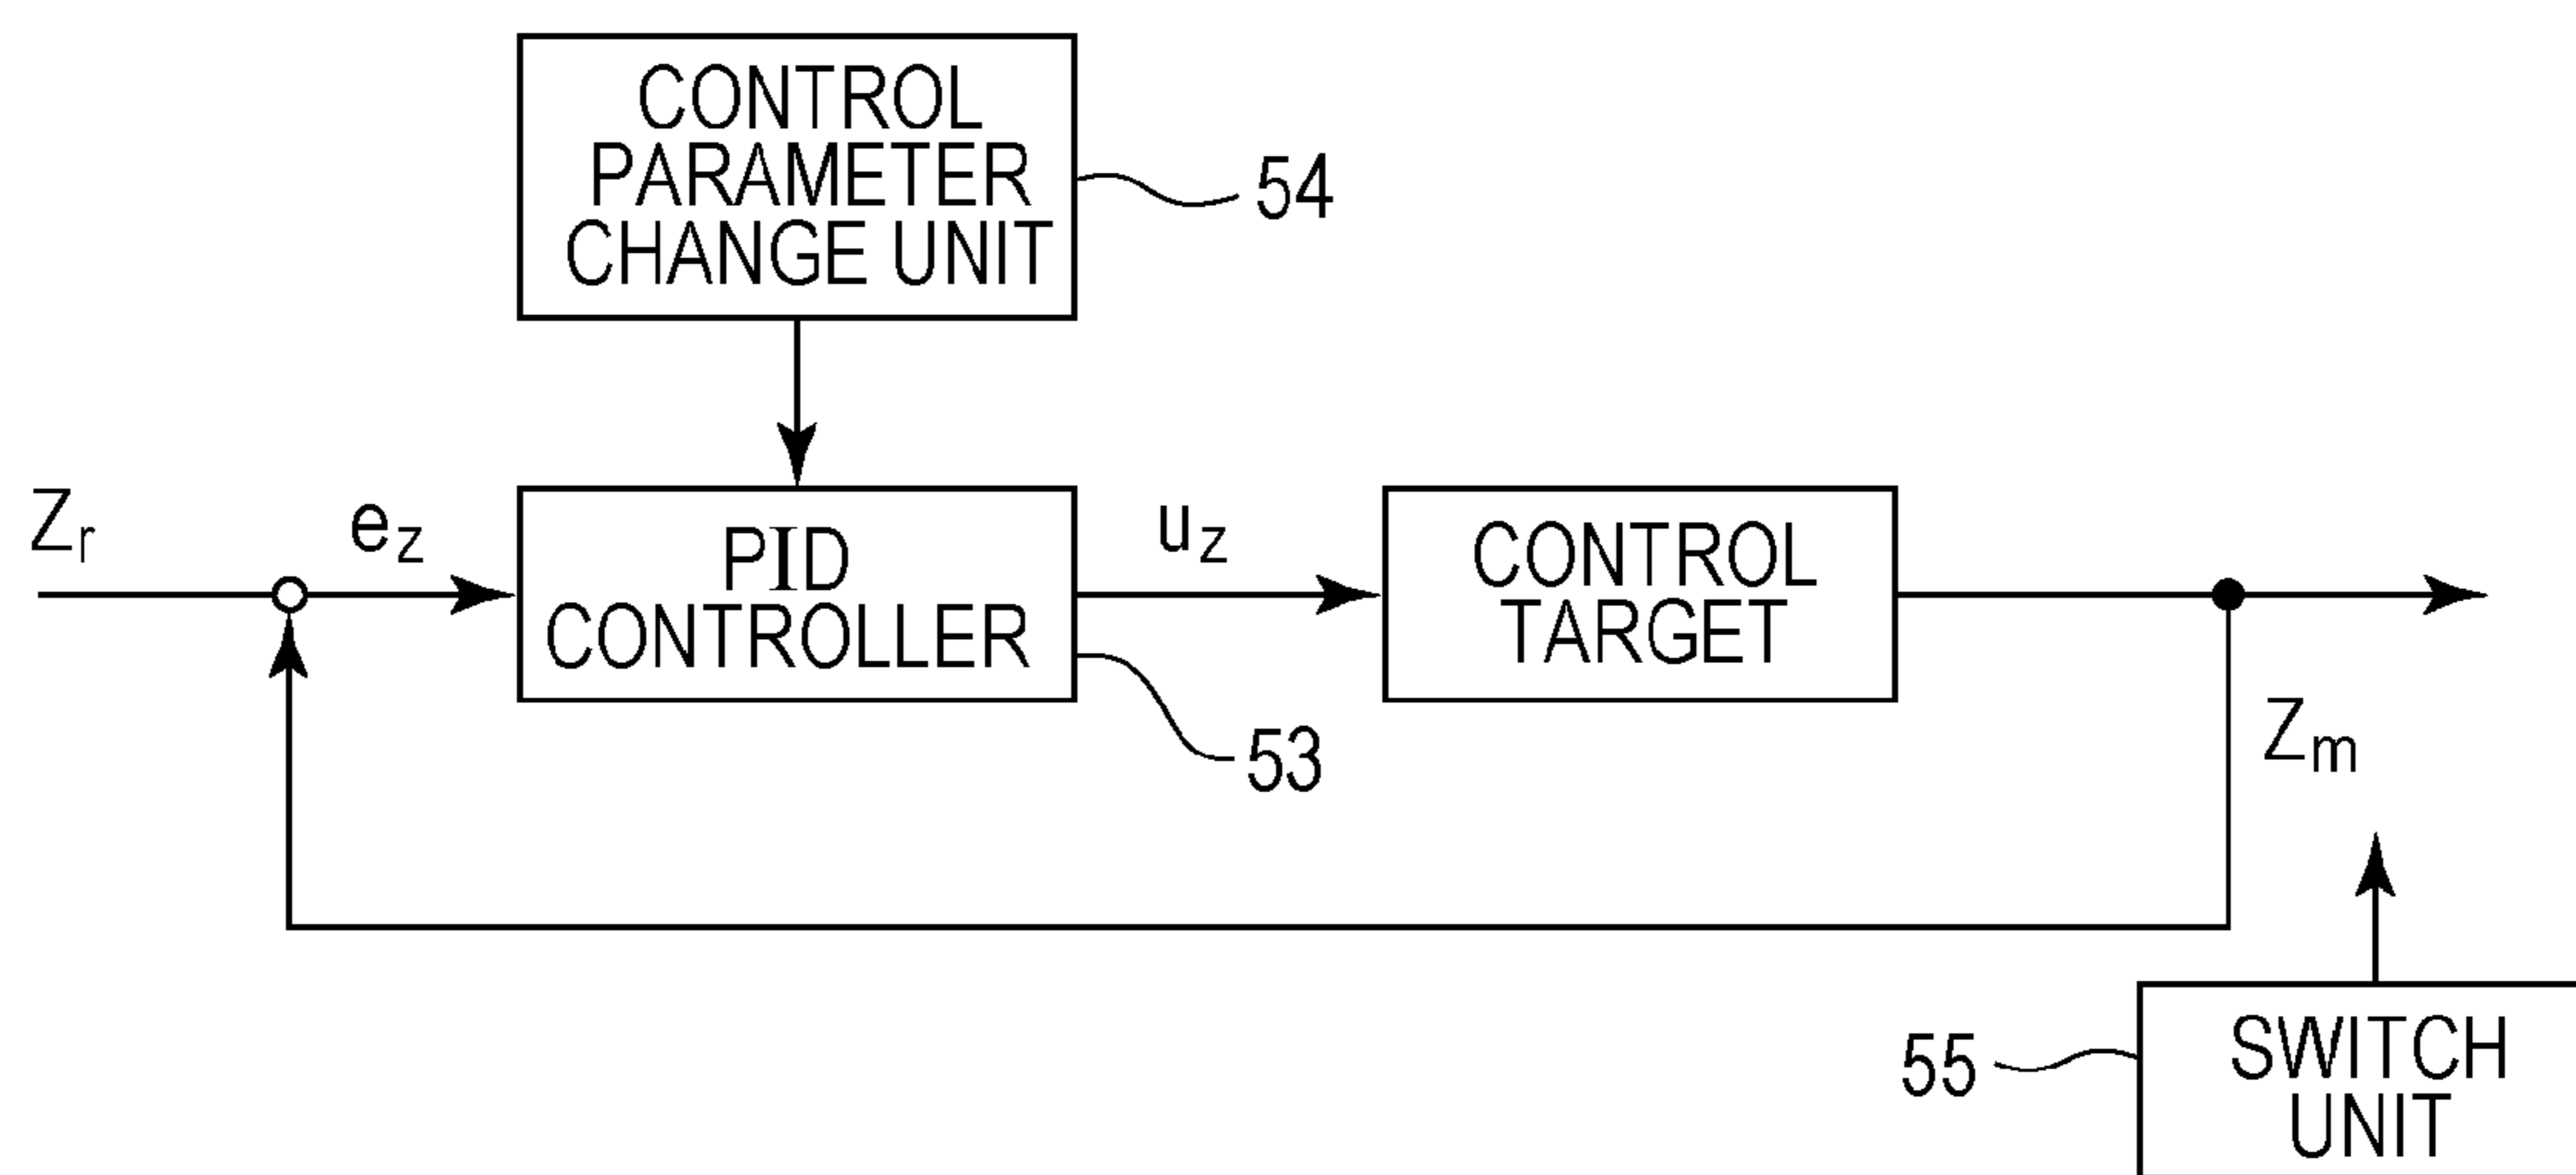 CONTROL
PARAMETER
CHANGE UNIT
54
Zr
ez
PID
CONTROLLER
uz
CONTROL
TARGET
53
Zm
55
SWITCH
UNIT